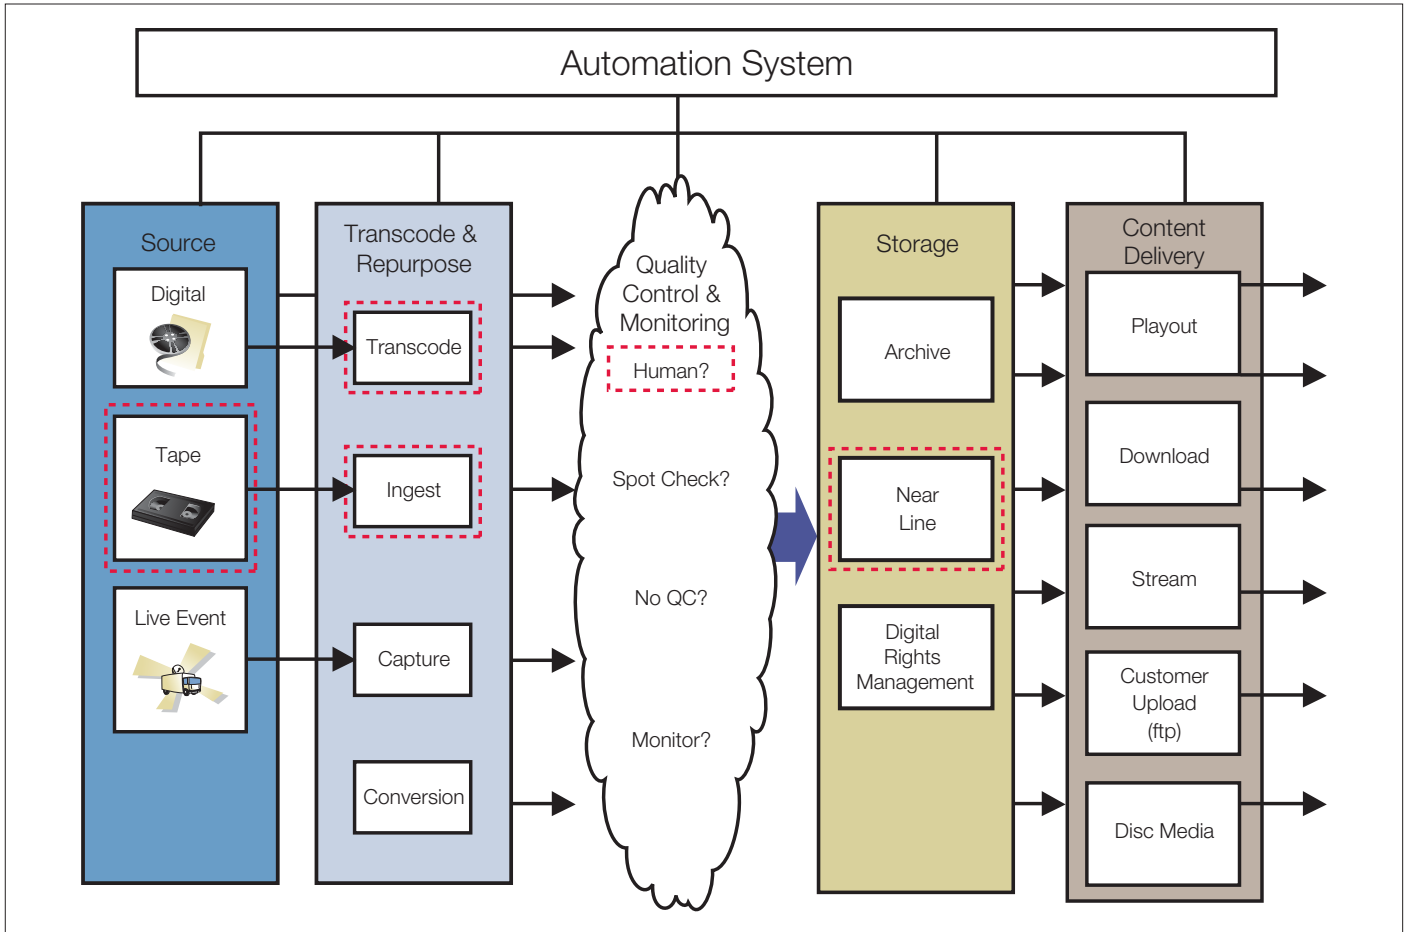 Automation System
Source
Digital
Tape
Live Event
Transcode &
Repurpose
Transcode
Ingest
Capture
Conversion
Quality
Control &
Monitoring
Human?
Spot Check?
No QC?
Monitor?
Storage
Archive
Near
Line
Digital
Rights
Management
Content
Delivery
Playout
Download
Stream
Customer
Upload
(ftp)
Disc Media